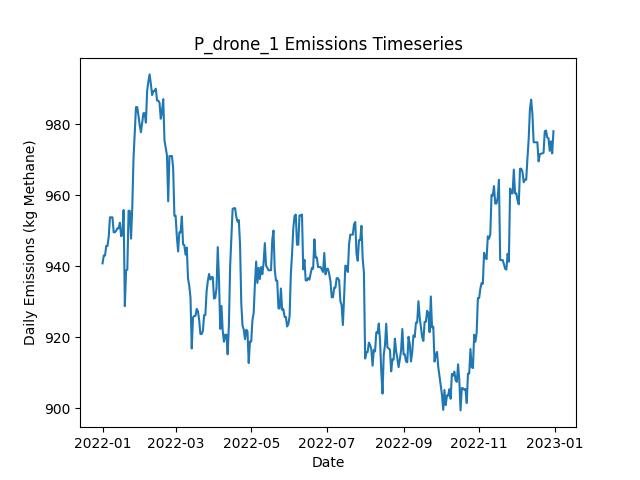 P_drone_1 Emissions Timeseries
Daily Emissions (kg Methane)
980
960
940
920
900
2022-01 2022-03 2022-05 2022-07 2022-09 2022-11 2023-01
Date